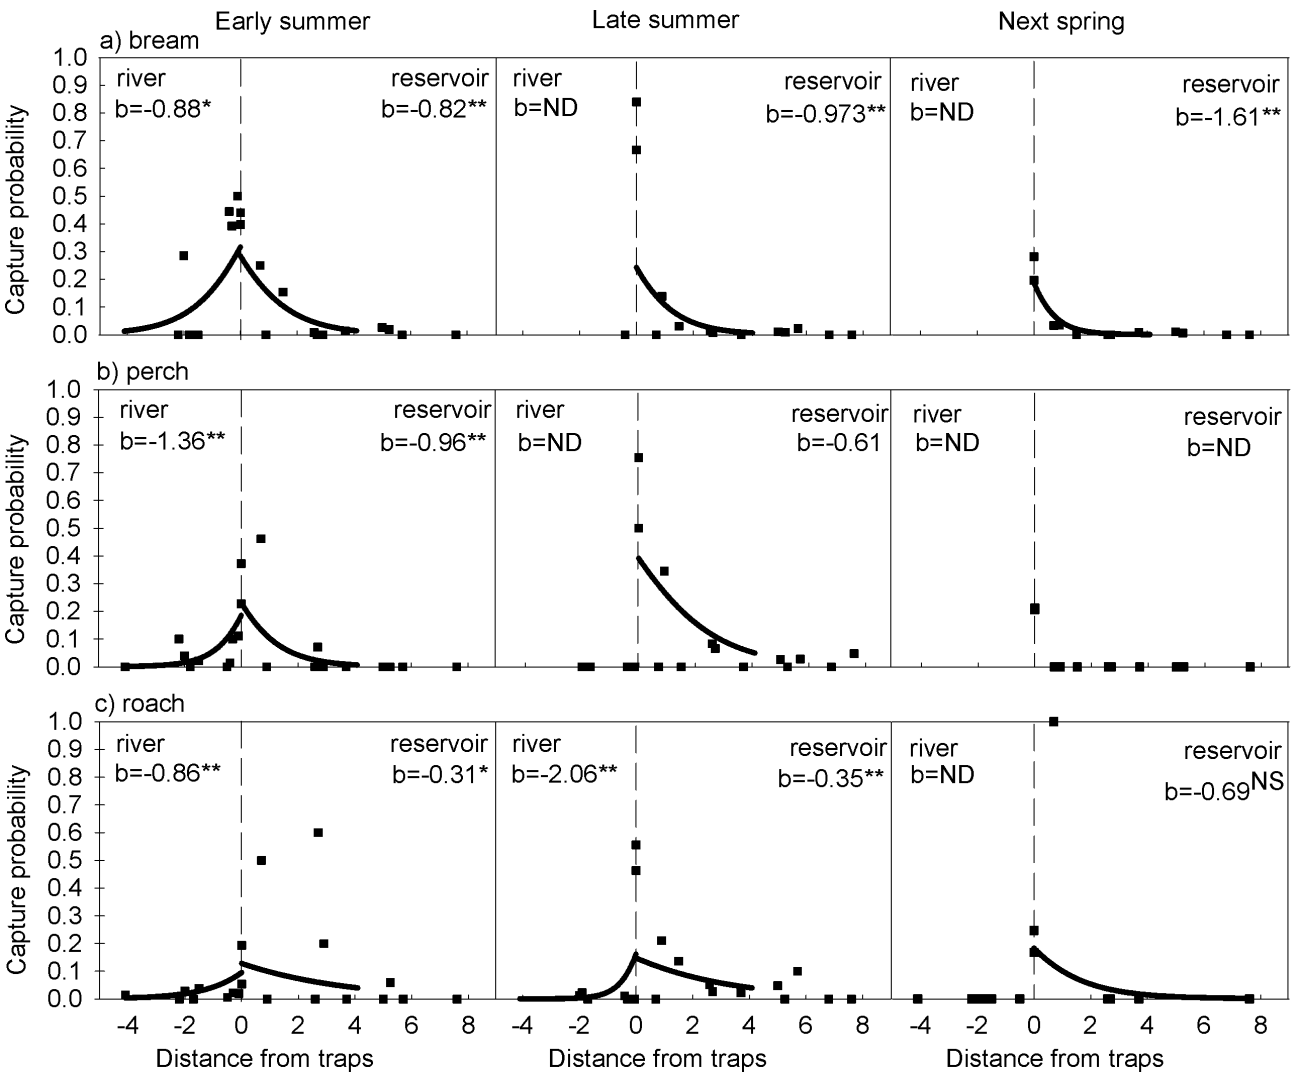 Early summer Late summer Next spring
a) bream
Capture probability
1.0
0.9
0.8
0.7
0.6
0.5
0.4
0.3
0.2
0.1
0.0
river reservoir
b=-0.88* b=-0.82**
river reservoir
b=ND b=-0.973**
river reservoir
b=ND b=-1.61**
b) perch
Capture probability
1.0
0.9
0.8
0.7
0.6
0.5
0.4
0.3
0.2
0.1
0.0
river reservoir
b=-1.36** b=-0.96**
river reservoir
b=ND b=-0.61
river reservoir
b=ND b=ND
c) roach
Capture probability
1.0
0.9
0.8
0.7
0.6
0.5
0.4
0.3
0.2
0.1
0.0
river reservoir
b=-0.86** b=-0.31*
river reservoir
b=-2.06** b=-0.35**
river reservoir
b=ND b=-0.69NS
-4 -2 0 2 4 6 8 -4 -2 0 2 4 6 8 -4 -2 0 2 4 6 8
Distance from traps Distance from traps Distance from traps